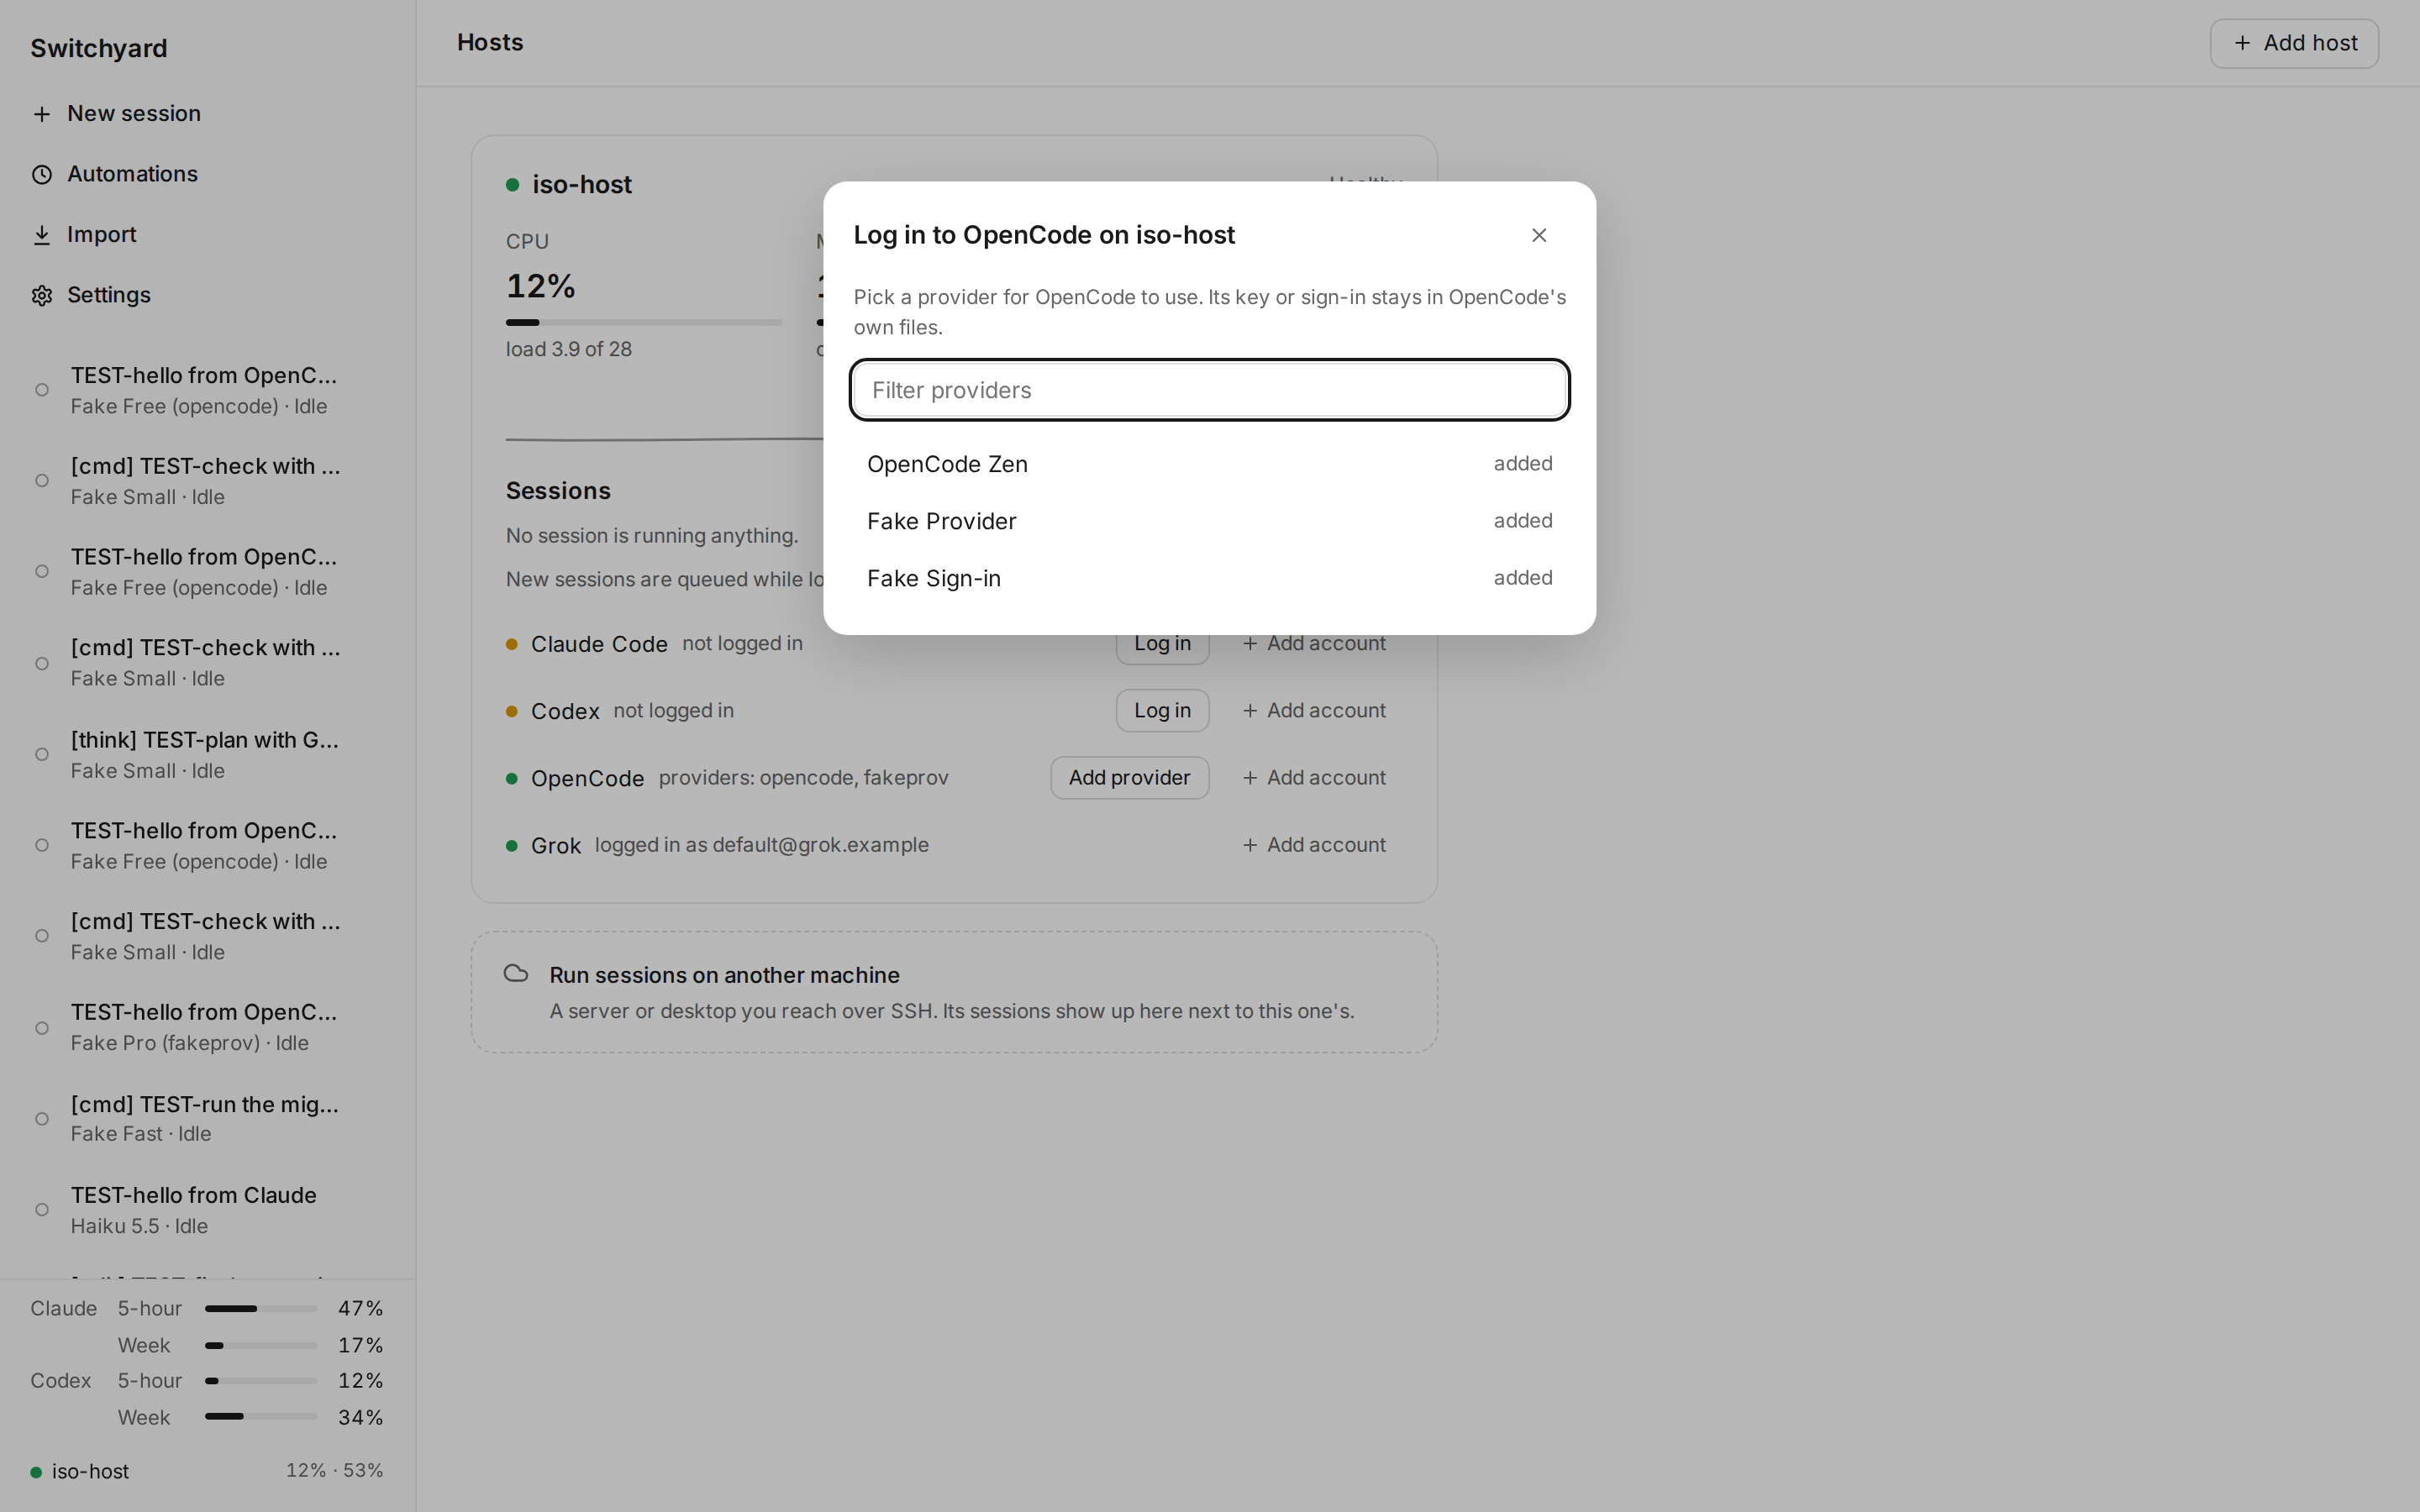 Switchyard
New session
Automations
Import
Settings
TEST-hello from OpenC...
Fake Free (opencode) · Idle
[cmd] TEST-check with ...
Fake Small · Idle
TEST-hello from OpenC...
Fake Free (opencode) · Idle
[cmd] TEST-check with ...
Fake Small · Idle
[think] TEST-plan with G...
Fake Small · Idle
TEST-hello from OpenC...
Fake Free (opencode) · Idle
[cmd] TEST-check with ...
Fake Small · Idle
TEST-hello from OpenC...
Fake Pro (fakeprov) · Idle
[cmd] TEST-run the mig...
Fake Fast · Idle
TEST-hello from Claude
Haiku 5.5 · Idle
Claude 5-hour 47%
Week 17%
Codex 5-hour 12%
Week 34%
iso-host 12% · 53%
Hosts
+ Add host
iso-host
CPU
12%
load 3.9 of 28
Sessions
No session is running anything.
New sessions are queued while
Claude Code not logged in Log in + Add account
Codex not logged in Log in + Add account
OpenCode providers: opencode, fakeprov Add provider + Add account
Grok logged in as default@grok.example + Add account
Run sessions on another machine
A server or desktop you reach over SSH. Its sessions show up here next to this one's.
Log in to OpenCode on iso-host
Pick a provider for OpenCode to use. Its key or sign-in stays in OpenCode's
own files.
Filter providers
OpenCode Zen added
Fake Provider added
Fake Sign-in added